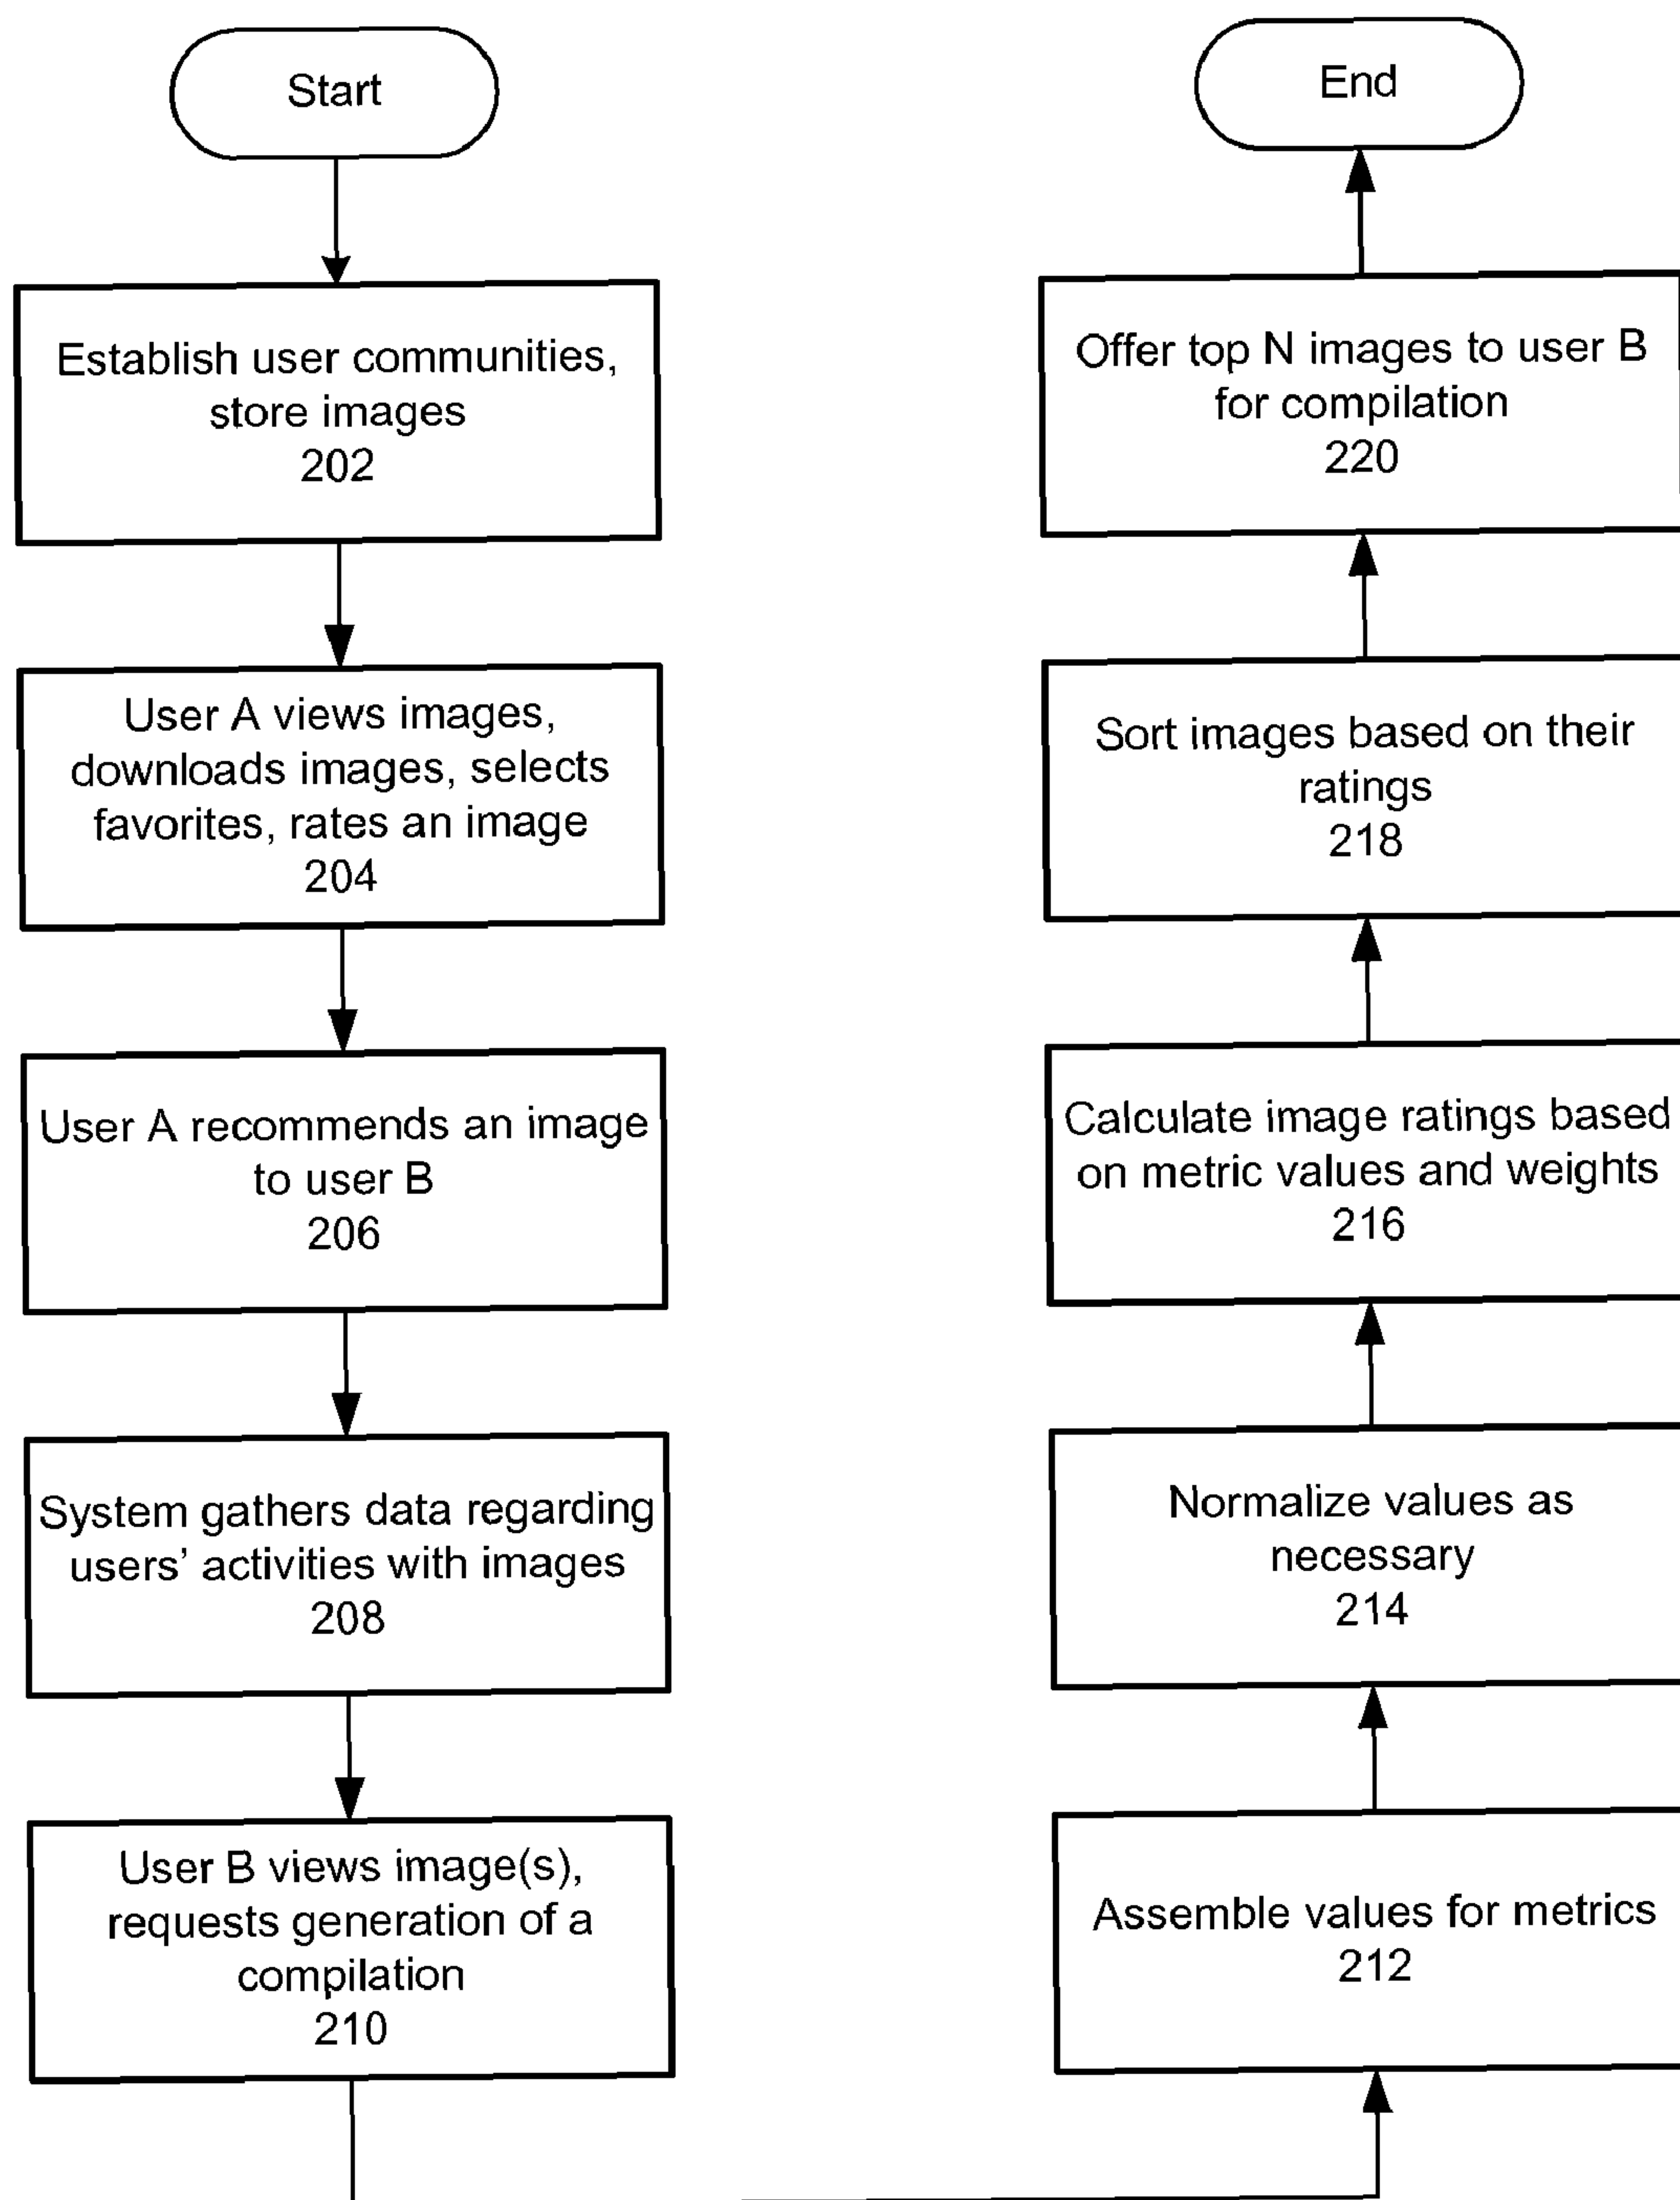 Start
Establish user communities,
store images
202
User A views images,
downloads images, selects
favorites, rates an image
204
User A recommends an image
to user B
206
System gathers data regarding
users' activities with images
208
User B views image(s),
requests generation of a
compilation
210
Assemble values for metrics
212
Normalize values as
necessary
214
Calculate image ratings based
on metric values and weights
216
Sort images based on their
ratings
218
Offer top N images to user B
for compilation
220
End